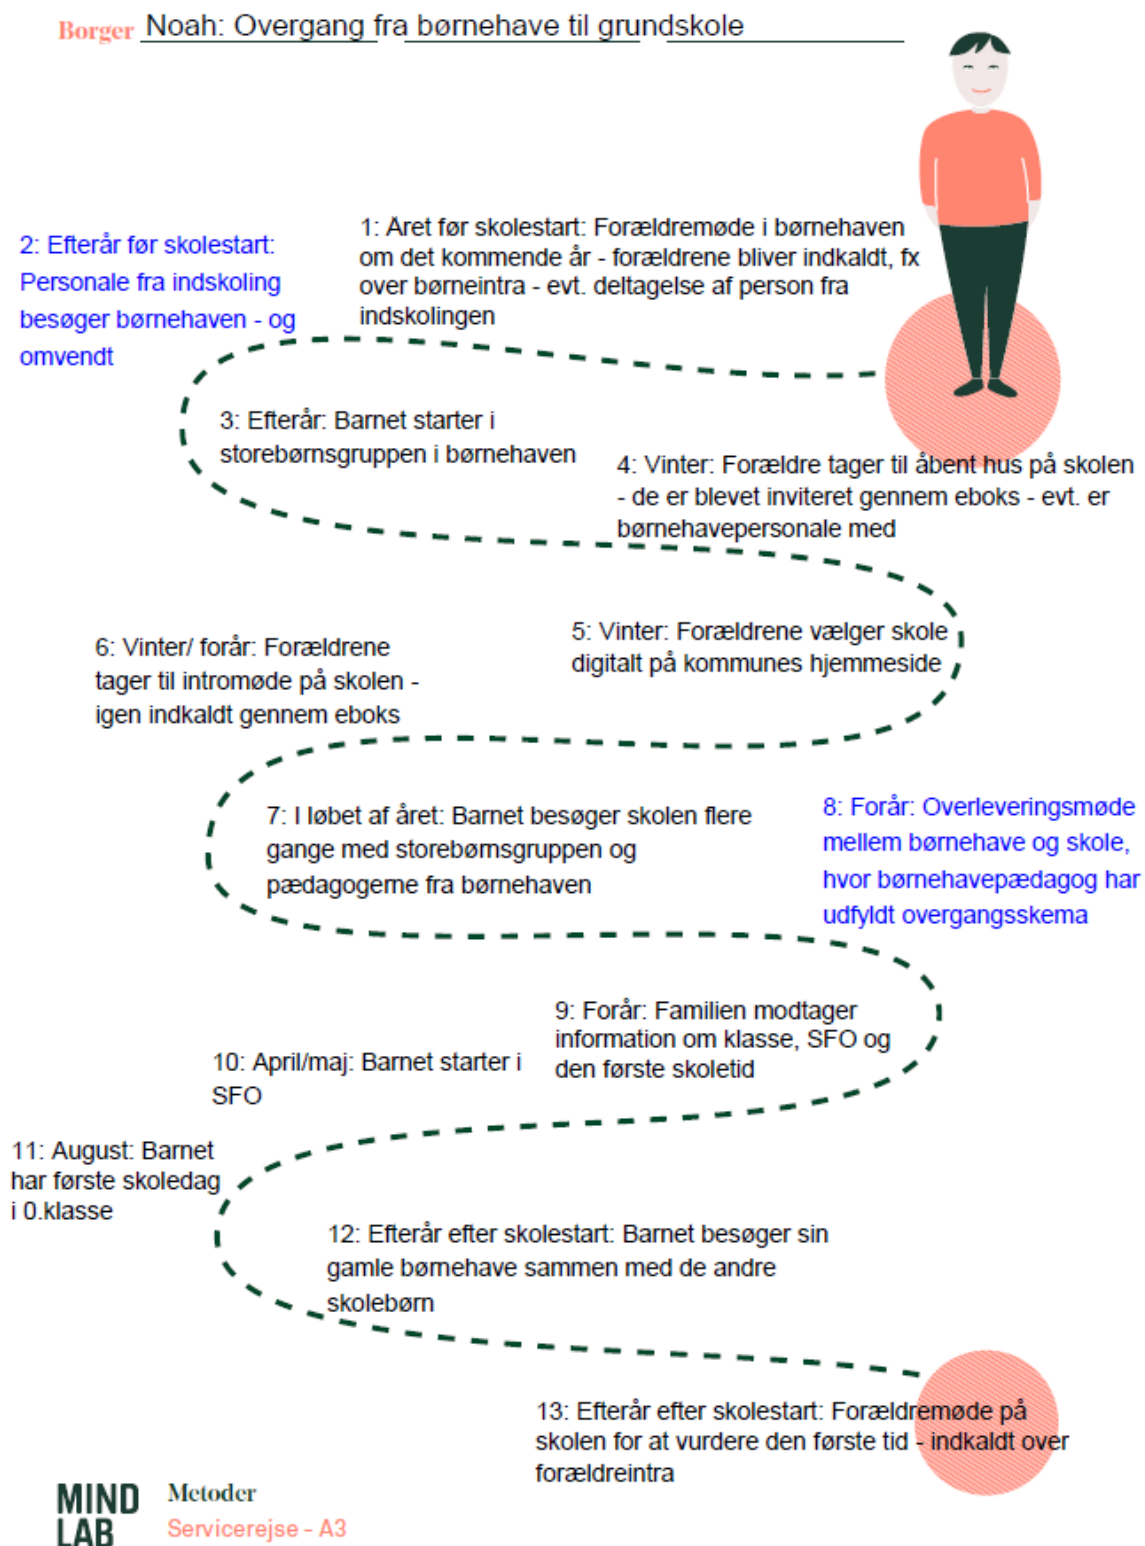 Borger Noah: Overgang fra børnehave til grundskole
1: Året før skolestart: Forældremøde i børnehaven
om det kommende år - forældrene bliver indkaldt, fx
over børneintra - evt. deltagelse af person fra
indskolingen
2: Efterår før skolestart:
Personale fra indskoling
besøger børnehaven - og
omvendt
3: Efterår: Barnet starter i
storebørnsgruppen i børnehaven
4: Vinter: Forældre tager til åbent hus på skolen
- de er blevet inviteret gennem eboks - evt. er
børnehavepersonale med
5: Vinter: Forældrene vælger skole
digitalt på kommunes hjemmeside
6: Vinter/ forår: Forældrene
tager til intromøde på skolen -
igen indkaldt gennem eboks
7: I løbet af året: Barnet besøger skolen flere
gange med storebørnsgruppen og
pædagogerne fra børnehaven
8: Forår: Overleveringsmøde
mellem børnehave og skole,
hvor børnehavepædagog har
udfyldt overgangsskema
9: Forår: Familien modtager
information om klasse, SFO og
den første skoletid
10: April/maj: Barnet starter i
SFO
11: August: Barnet
har første skoledag
i 0.klasse
12: Efterår efter skolestart: Barnet besøger sin
gamle børnehave sammen med de andre
skolebørn
13: Efterår efter skolestart: Forældremøde på
skolen for at vurdere den første tid - indkaldt over
forældreintra
MIND
LAB
Metoder
Servicerejse - A3